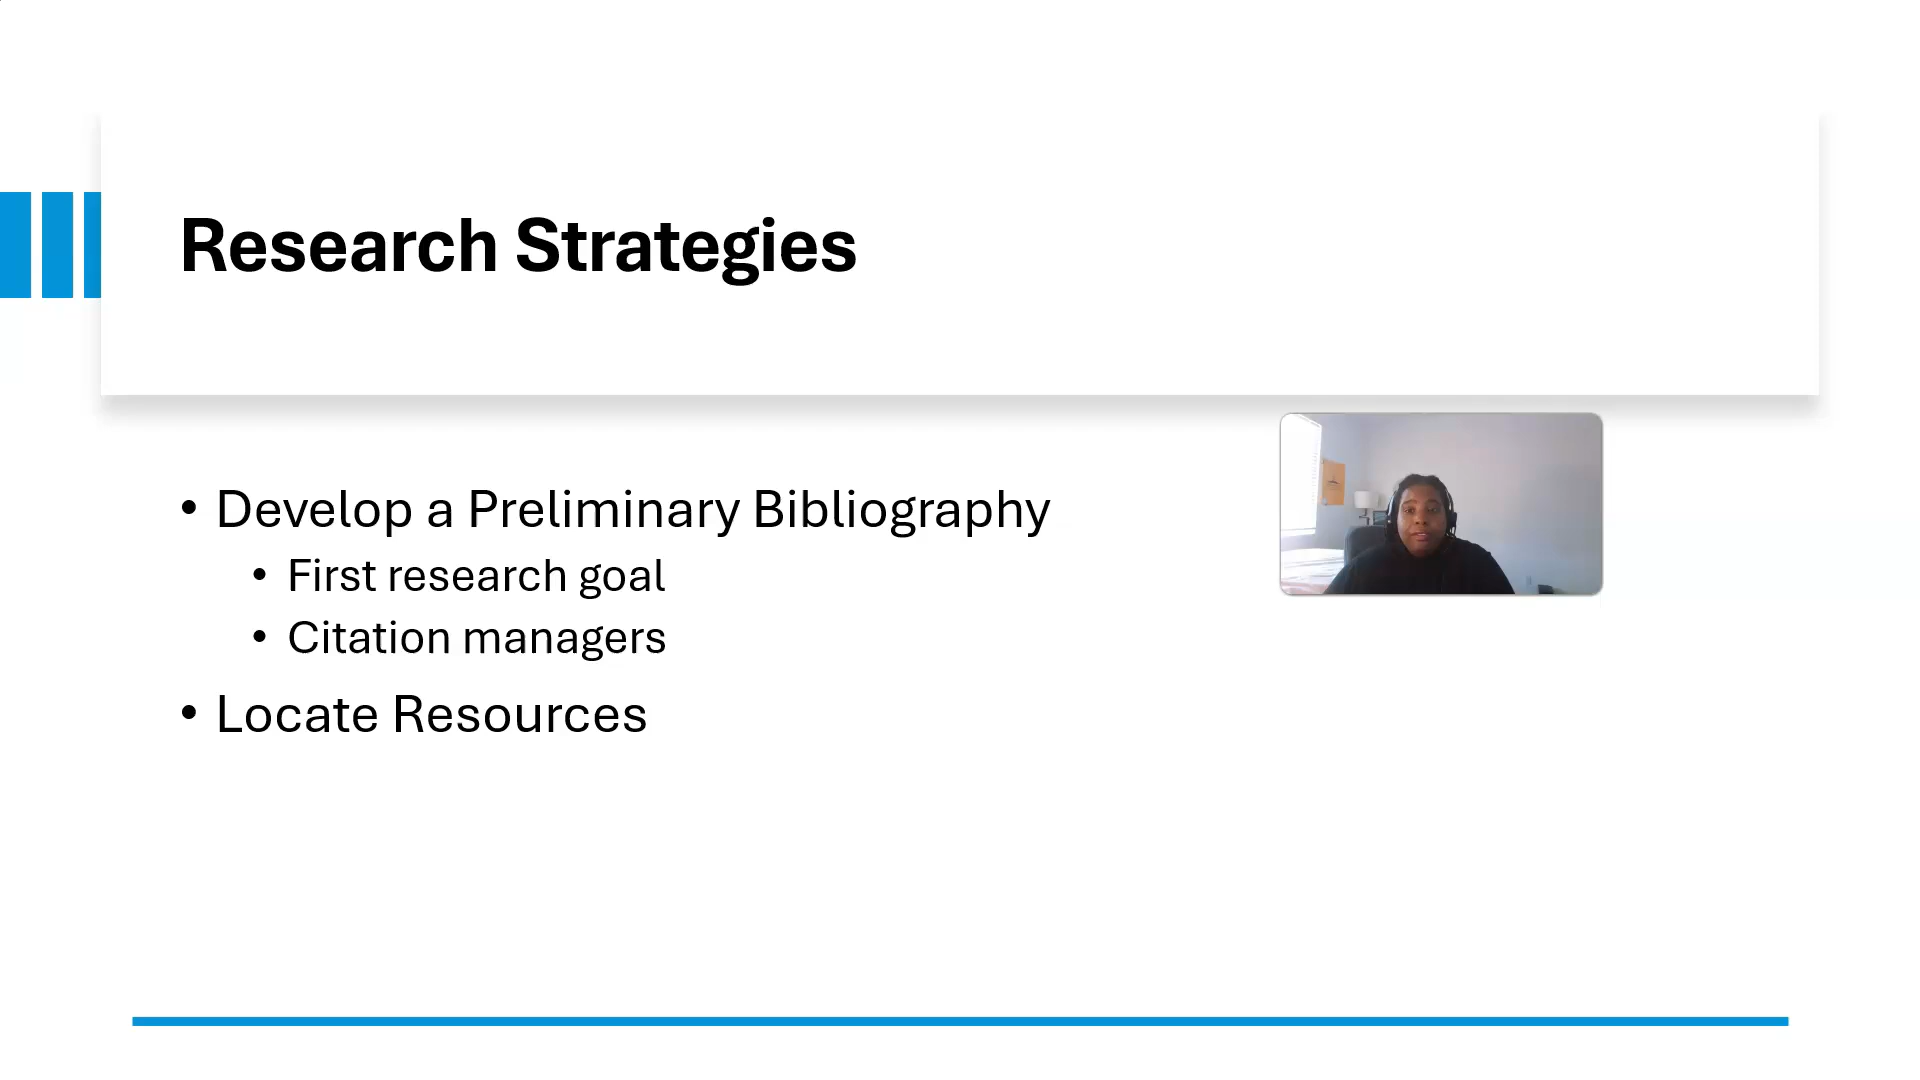 Research Strategies
• Develop a Preliminary Bibliography
• First research goal
• Citation managers
• Locate Resources